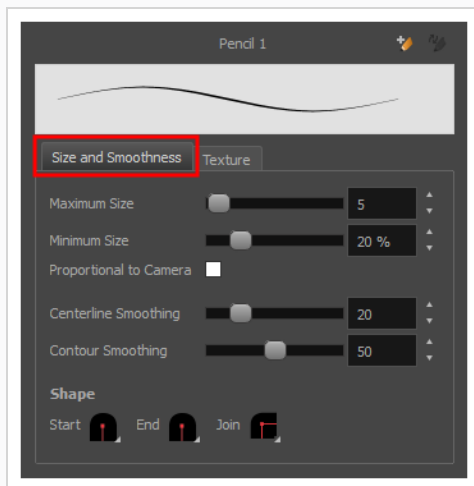 Pencil 1
Size and Smoothness Texture
Maximum Size 5
Minimum Size 20 %
Proportional to Camera
Centerline Smoothing 20
Contour Smoothing 50
Shape
Start End Join